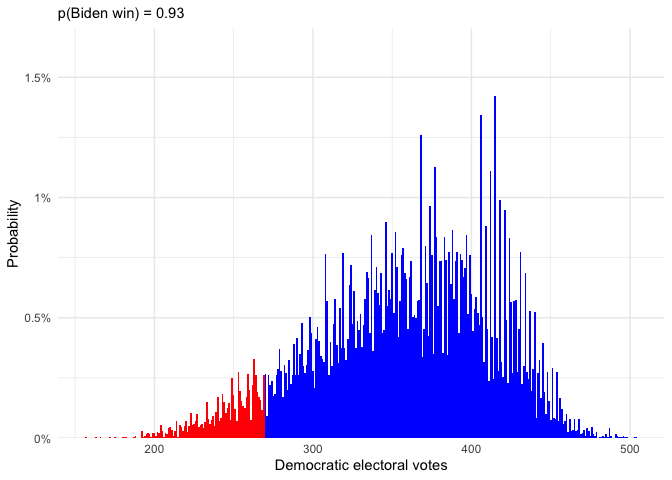 p(Biden win) = 0.93
1.5%
1%
0.5%
0%
Probability
200
300
400
500
Democratic electoral votes